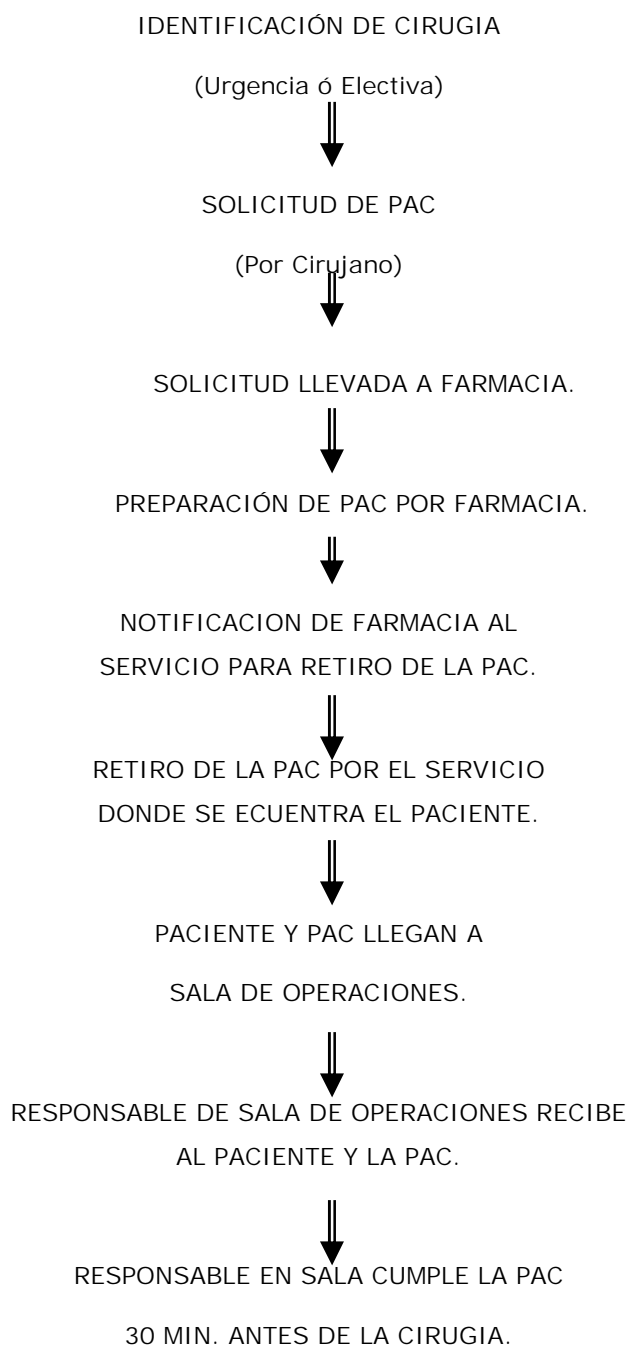 IDENTIFICACIÓN DE CIRUGIA
(Urgencia ó Electiva)
SOLICITUD DE PAC
(Por Cirujano)
SOLICITUD LLEVADA A FARMACIA.
PREPARACIÓN DE PAC POR FARMACIA.
NOTIFICACION DE FARMACIA AL
SERVICIO PARA RETIRO DE LA PAC.
RETIRO DE LA PAC POR EL SERVICIO
DONDE SE ECUENTRA EL PACIENTE.
PACIENTE Y PAC LLEGAN A
SALA DE OPERACIONES.
RESPONSABLE DE SALA DE OPERACIONES RECIBE
AL PACIENTE Y LA PAC.
RESPONSABLE EN SALA CUMPLE LA PAC
30 MIN. ANTES DE LA CIRUGIA.